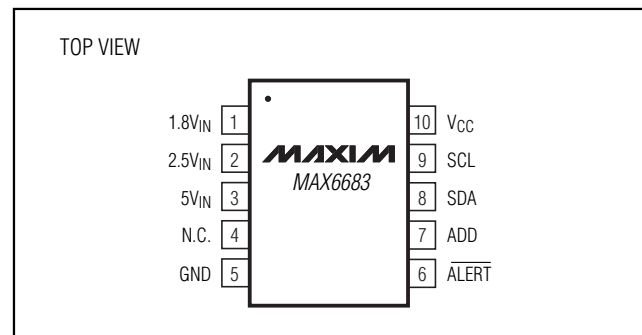 TOP VIEW
1.8VIN 1 10 VCC
2.5VIN 2 MAXIM 9 SCL
MAX6683
5VIN 3 8 SDA
N.C. 4 7 ADD
GND 5 6 ALERT